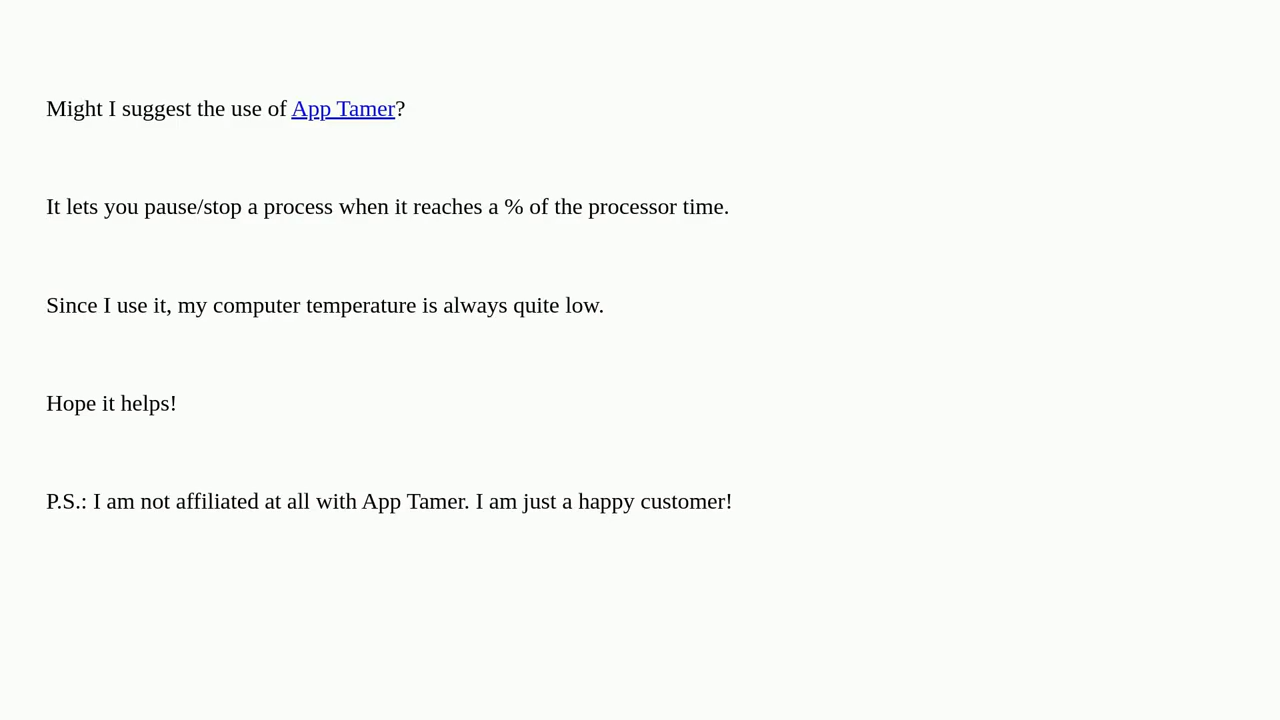 Might I suggest the use of App Tamer?
It lets you pause/stop a process when it reaches a % of the processor time.
Since I use it, my computer temperature is always quite low.
Hope it helps!
P.S.: I am not affiliated at all with App Tamer. I am just a happy customer!